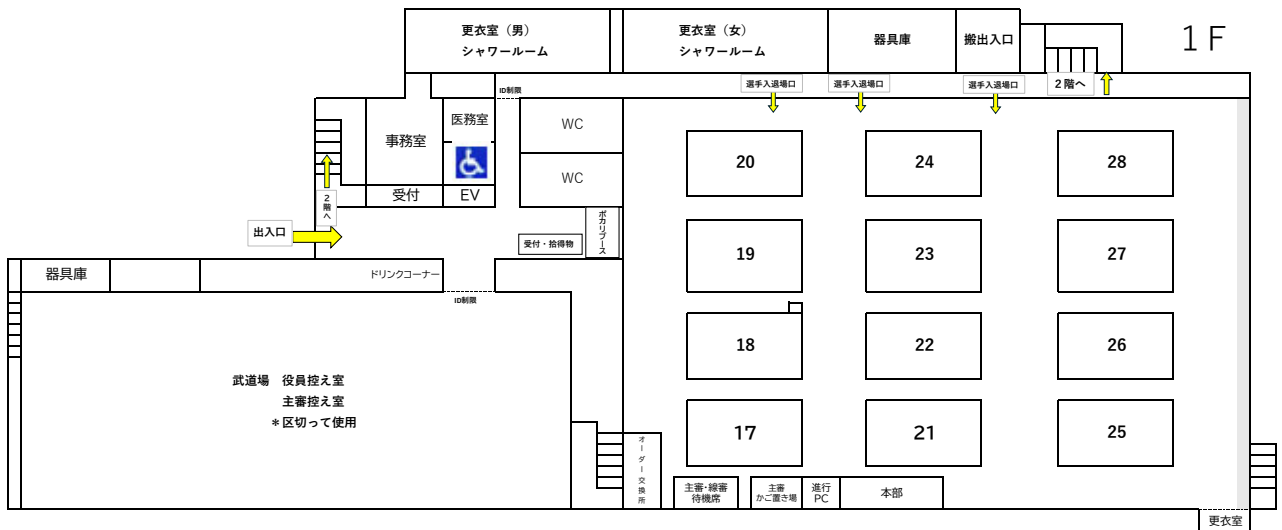 1F
更衣室（男）
シャワールーム
更衣室（女）
シャワールーム
器具庫
搬出入口
選手入退場口
選手入退場口
選手入退場口
2階へ
ID制限
事務室
医務室
WC
WC
受付
EV
2階へ
出入口
受付・拾得物
ポカリブース
器具庫
ドリンクコーナー
ID制限
武道場　役員控え室
主審控え室
＊区切って使用
20
24
28
19
23
27
18
22
26
17
21
25
オーダー交換所
主審・線審
待機席
主審
かご置き場
進行
PC
本部
更衣室